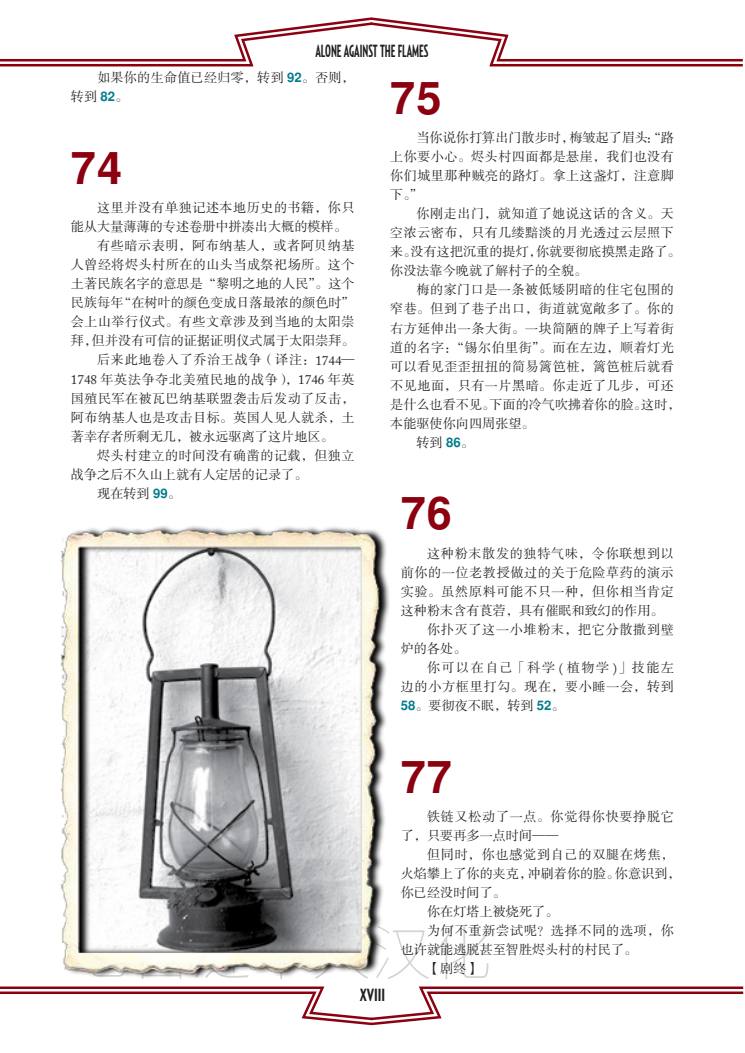 ALONE AGAINST THE FLAMES
如果你的生命值已经归零，转到 92。否则，
转到 82。
74
这里并没有单独记述本地历史的书籍，你只
能从大量薄薄的专述卷册中拼凑出大概的模样。
有些暗示表明，阿布纳基人，或者阿贝纳基
人曾经将烬头村所在的山头当成祭祀场所。这个
土著民族名字的意思是“黎明之地的人民”。这个
民族每年“在树叶的颜色变成日落最浓的颜色时”
会上山举行仪式。有些文章涉及到当地的太阳崇
拜，但并没有可信的证据证明仪式属于太阳崇拜。
后来此地卷入了乔治王战争（译注：1744—
1748 年英法争夺北美殖民地的战争），1746 年英
国殖民军在被瓦巴纳基联盟袭击后发动了反击，
阿布纳基人也是攻击目标。英国人见人就杀，土
著幸存者所剩无几，被永远驱离了这片地区。
烬头村建立的时间没有确凿的记载，但独立
战争之后不久山上就有人定居的记录了。
现在转到 99。
75
当你说你打算出门散步时，梅皱起了眉头：“路
上你要小心。烬头村四面都是悬崖，我们也没有
你们城里那种贼亮的路灯。拿上这盏灯，注意脚
下。”
你刚走出门，就知道了她说这话的含义。天
空浓云密布，只有几缕黯淡的月光透过云层照下
来。没有这把沉重的提灯，你就要彻底摸黑走路了。
你没法靠今晚就了解村子的全貌。
梅的家门口是一条被低矮阴暗的住宅包围的
窄巷。但到了巷子出口，街道就宽敞多了。你的
右方延伸出一条大街。一块简陋的牌子上写着街
道的名字：“锡尔伯里街”。而在左边，顺着灯光
可以看见歪歪扭扭的简易篱笆桩，篱笆桩后就看
不见地面，只有一片黑暗。你走近了几步，可还
是什么也看不见。下面的冷气吹拂着你的脸。这时，
本能驱使你向四周张望。
转到 86。
76
这种粉末散发的独特气味，令你联想到以
前你的一位老教授做过的关于危险草药的演示
实验。虽然原料可能不只一种，但你相当肯定
这种粉末含有莨菪，具有催眠和致幻的作用。
你扑灭了这一小堆粉末，把它分散撒到壁
炉的各处。
你可以在自己「科学 ( 植物学 )」技能左
边的小方框里打勾。现在，要小睡一会，转到
58。要彻夜不眠，转到 52。
77
铁链又松动了一点。你觉得你快要挣脱它
了，只要再多一点时间——
但同时，你也感觉到自己的双腿在烤焦，
火焰攀上了你的夹克，冲刷着你的脸。你意识到，
你已经没时间了。
你在灯塔上被烧死了。
为何不重新尝试呢？选择不同的选项，你
也许就能逃脱甚至智胜烬头村的村民了。
【剧终】
XVIII